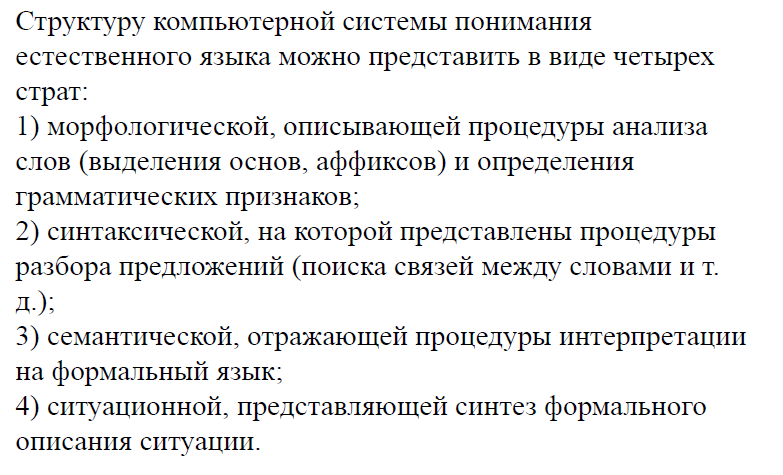 Структуру компьютерной системы понимания
естественного языка можно представить в виде четырех
страт:
1) морфологической, описывающей процедуры анализа
слов (выделения основ, аффиксов) и определения
грамматических признаков;
2) синтаксической, на которой представлены процедуры
разбора предложений (поиска связей между словами и т.
д.);
3) семантической, отражающей процедуры интерпретации
на формальный язык;
4) ситуационной, представляющей синтез формального
описания ситуации.